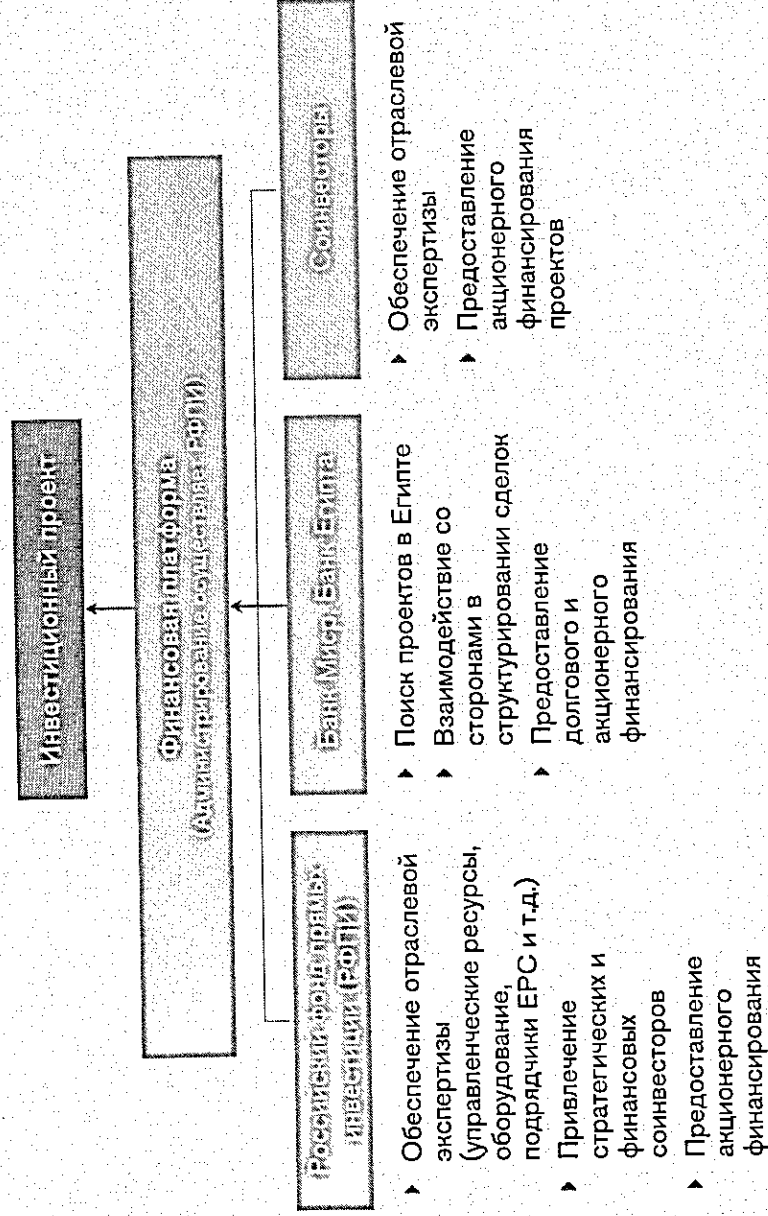 Инвестиционный проект
Финансовая платформа
(Администрирование осуществляет РФПИ)
Российский фонд прямых
инвестиций (РФПИ)
▸ Обеспечение отраслевой
экспертизы
(управленческие ресурсы,
оборудование,
подрядчики EPC и т.д.)
▸ Привлечение
стратегических и
финансовых
соинвесторов
▸ Предоставление
акционерного
финансирования
Банк Миср, Банк Египта
▸ Поиск проектов в Египте
▸ Взаимодействие со
сторонами в
структурировании сделок
▸ Предоставление
долгового и
акционерного
финансирования
Соинвесторы
▸ Обеспечение отраслевой
экспертизы
▸ Предоставление
акционерного
финансирования
проектов